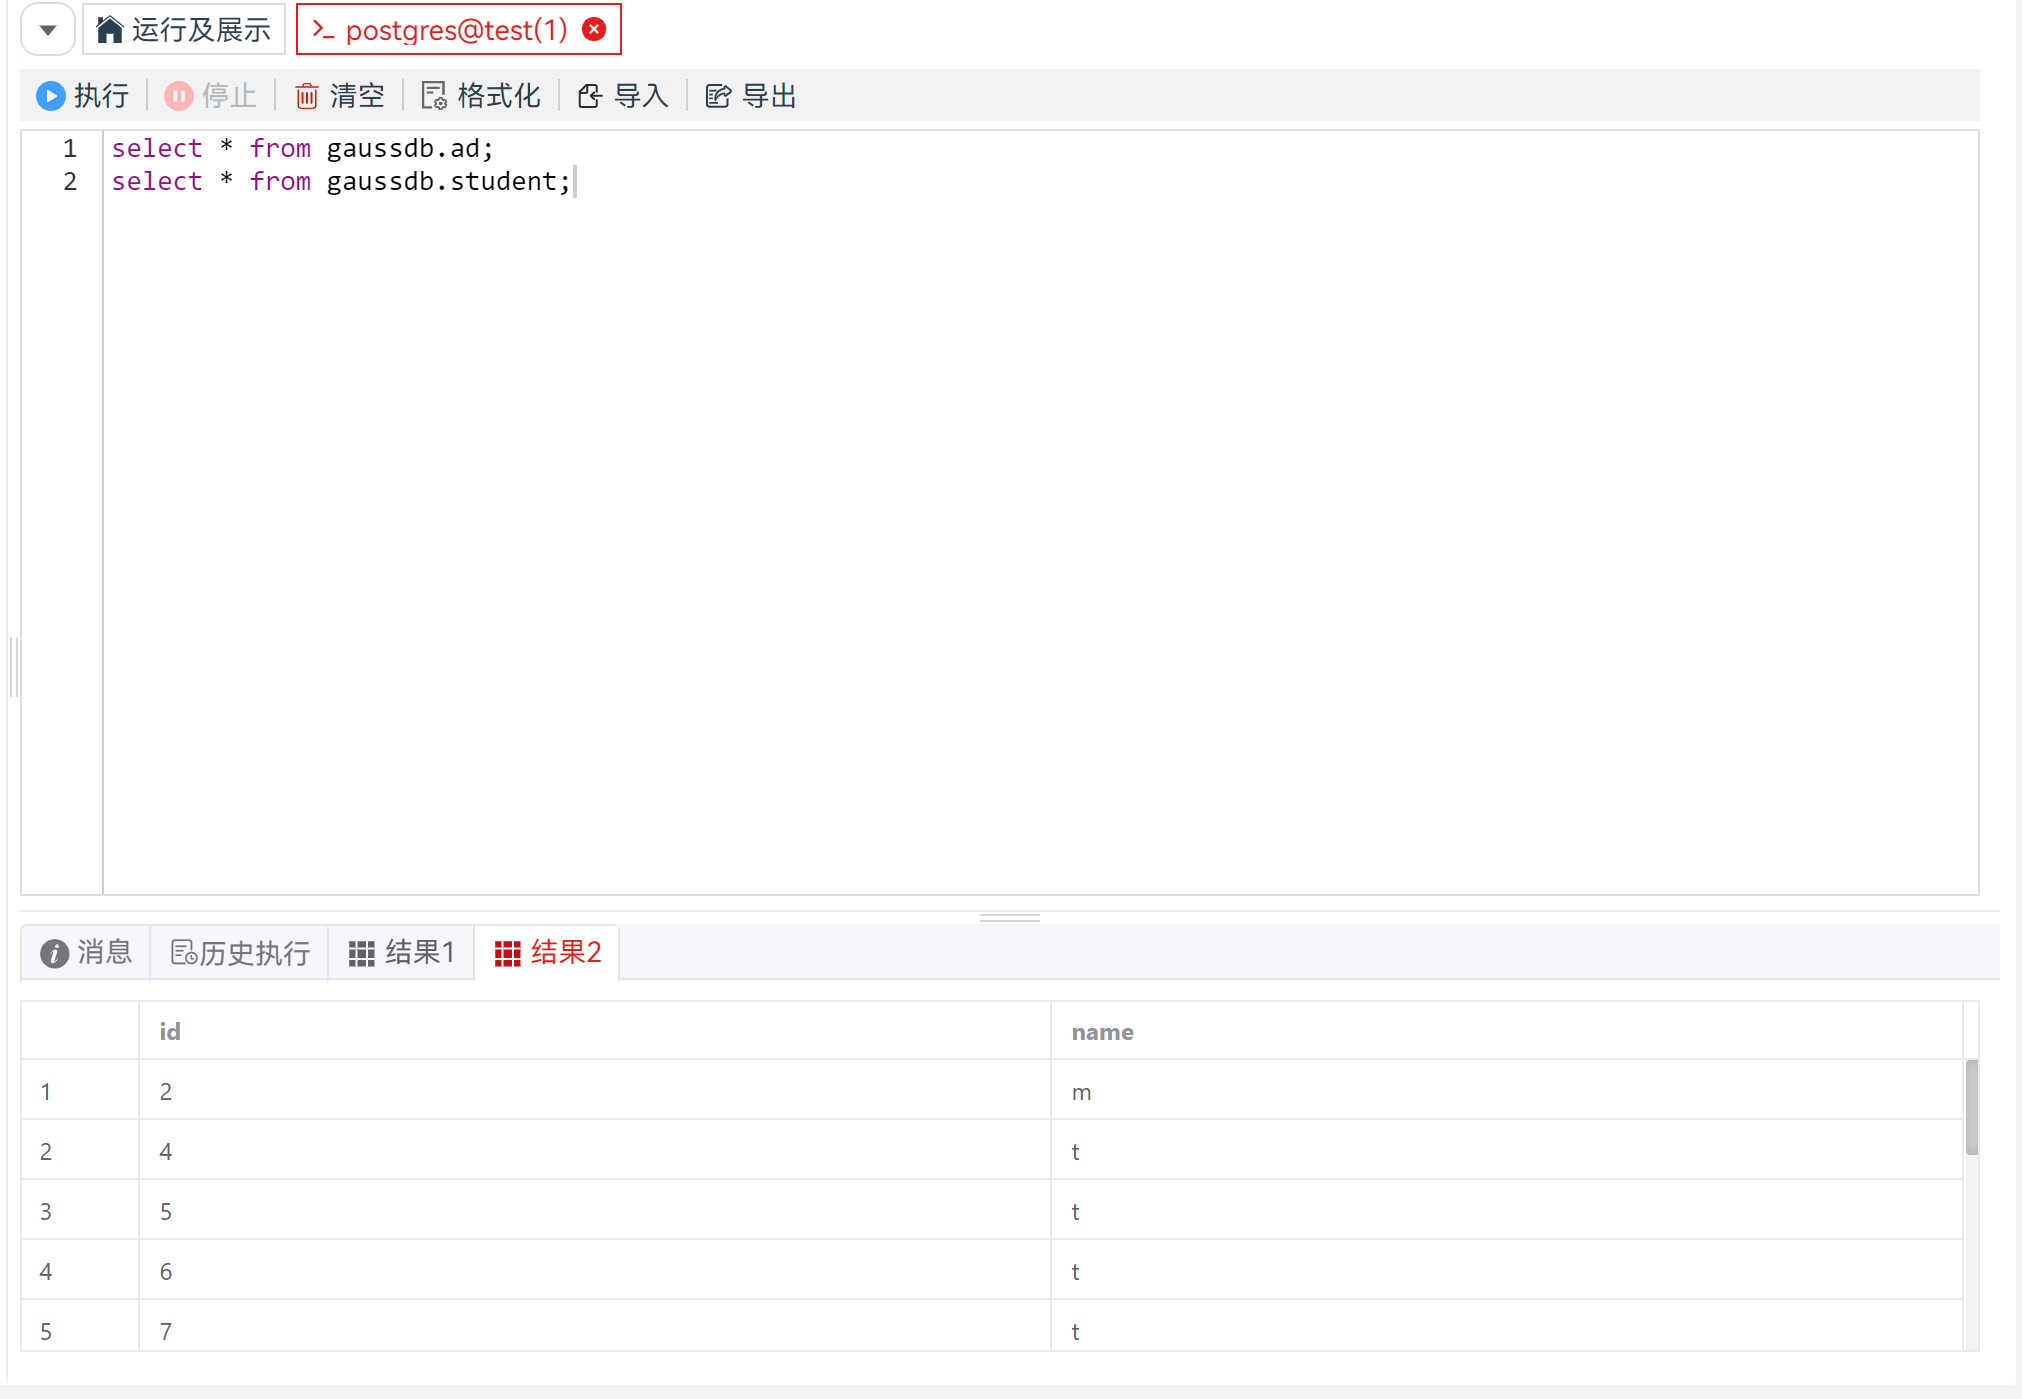 运行及展示 postgres@test(1)
执行 停止 清空 格式化 导入 导出
1 select * from gaussdb.ad;
2 select * from gaussdb.student;
消息 历史执行 结果1 结果2
id name
1 2 m
2 4 t
3 5 t
4 6 t
5 7 t